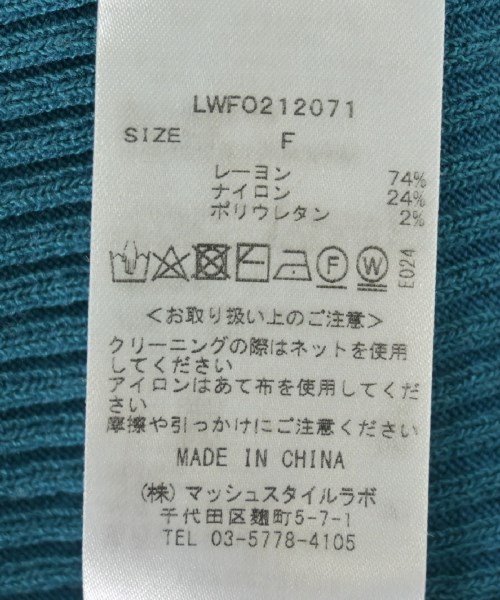 LWFO212071
SIZE F
レーヨン 74%
ナイロン 24%
ポリウレタン 2%
F W E024
＜お取り扱い上のご注意＞
クリーニングの際はネットを使用
してください
アイロンはあて布を使用してくだ
さい
摩擦や引っかけにご注意ください
MADE IN CHINA
(株) マッシュスタイルラボ
千代田区麹町5-7-1
TEL 03-5778-4105